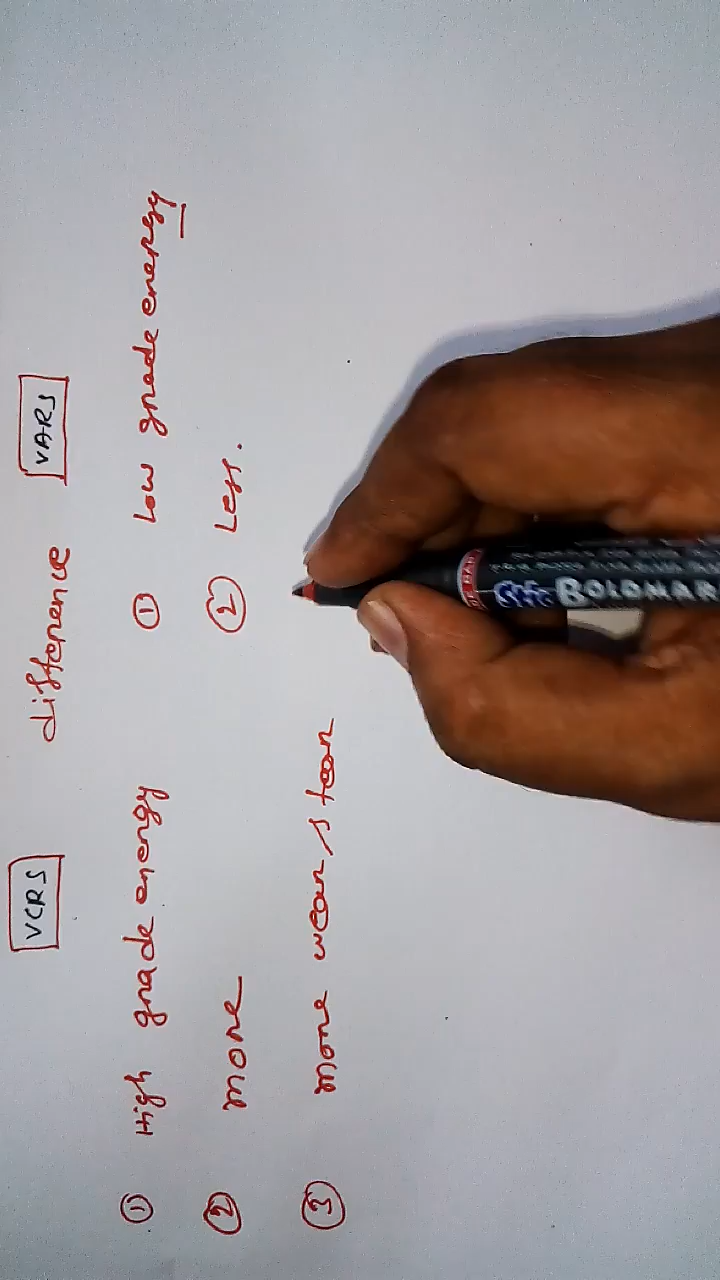 VCRS difference VARS
① High grade energy ① Low grade energy
② more ② Less.
③ more wear, tear
BOLDMAR